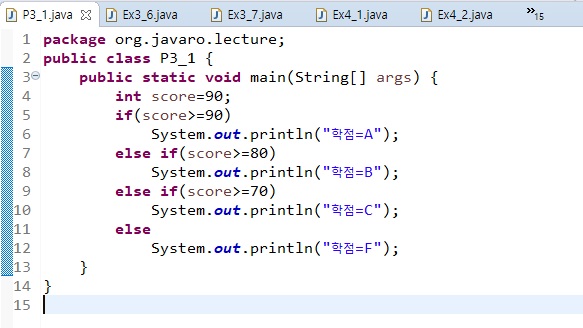 P3_1.java Ex3_6.java Ex3_7.java Ex4_1.java Ex4_2.java »15
1 package org.javaro.lecture;
2 public class P3_1 {
3 public static void main(String[] args) {
4 int score=90;
5 if(score>=90)
6 System.out.println("학점=A");
7 else if(score>=80)
8 System.out.println("학점=B");
9 else if(score>=70)
10 System.out.println("학점=C");
11 else
12 System.out.println("학점=F");
13 }
14 }
15